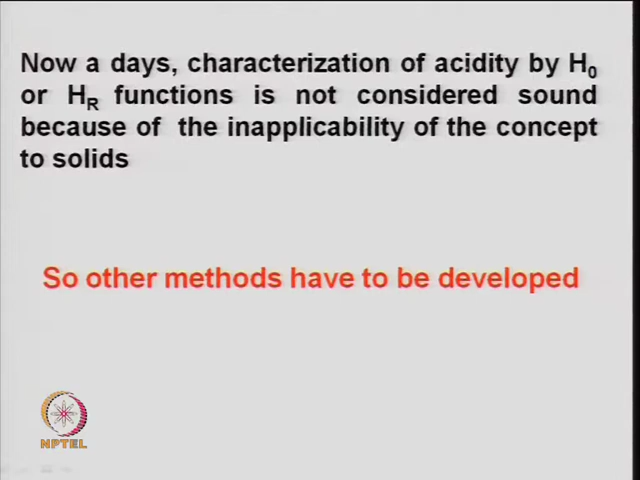 Now a days, characterization of acidity by H₀
or H_R functions is not considered sound
because of the inapplicability of the concept
to solids
So other methods have to be developed
NPTEL